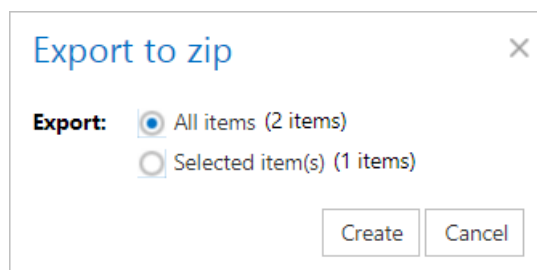 Export to zip
Export: All items (2 items)
Selected item(s) (1 items)
Create Cancel